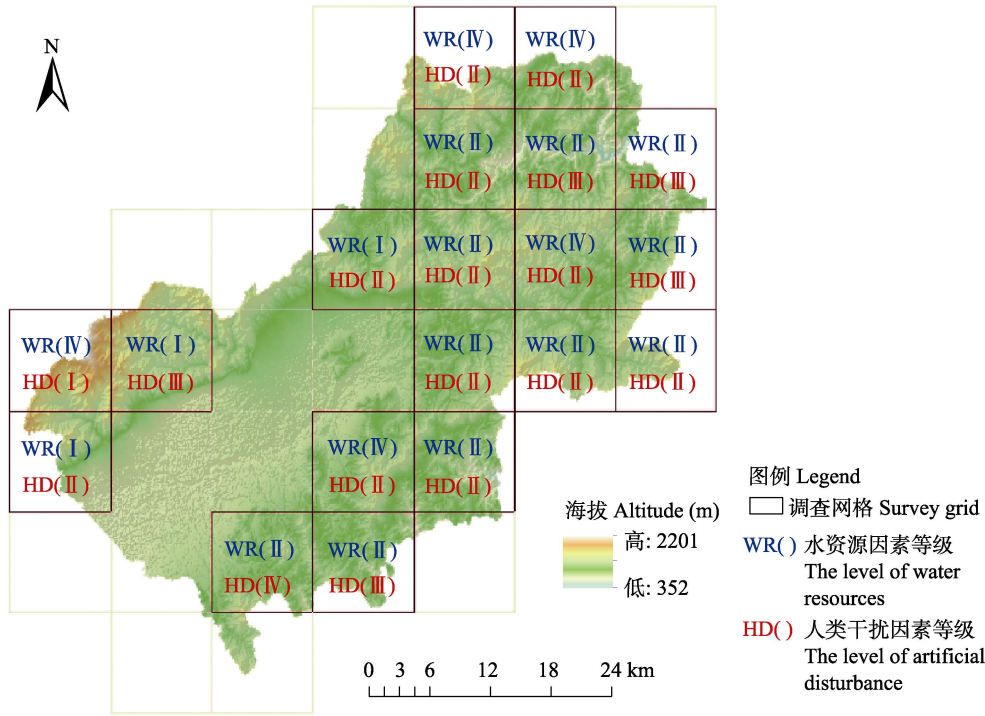 N
WR(Ⅳ) WR(Ⅳ)
HD(Ⅱ) HD(Ⅱ)
WR(Ⅱ) WR(Ⅱ) WR(Ⅱ)
HD(Ⅱ) HD(Ⅲ) HD(Ⅲ)
WR(Ⅰ) WR(Ⅱ) WR(Ⅳ) WR(Ⅱ)
HD(Ⅱ) HD(Ⅱ) HD(Ⅱ) HD(Ⅲ)
WR(Ⅳ) WR(Ⅰ) WR(Ⅱ) WR(Ⅱ) WR(Ⅱ)
HD(Ⅰ) HD(Ⅲ) HD(Ⅱ) HD(Ⅱ) HD(Ⅱ)
WR(Ⅰ) WR(Ⅳ) WR(Ⅱ)
HD(Ⅱ) HD(Ⅱ) HD(Ⅱ)
WR(Ⅱ) WR(Ⅱ)
HD(Ⅳ) HD(Ⅲ)
海拔 Altitude (m)
高: 2201
低: 352
0 3 6 12 18 24 km
图例 Legend
调查网格 Survey grid
WR( ) 水资源因素等级
The level of water
resources
HD( ) 人类干扰因素等级
The level of artificial
disturbance